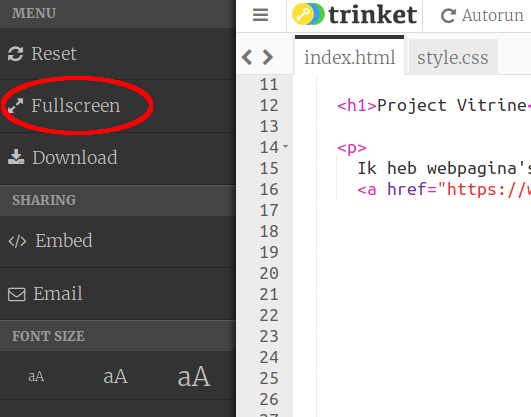 MENU
Reset
Fullscreen
Download
SHARING
Embed
Email
FONT SIZE
aA aA aA
trinket Autorun
index.html style.css
11
12 <h1>Project Vitrine<
13
14 <p>
15 Ik heb webpagina's
16 <a href="https://w
17
18
19
20
21
22
23
24
25
26